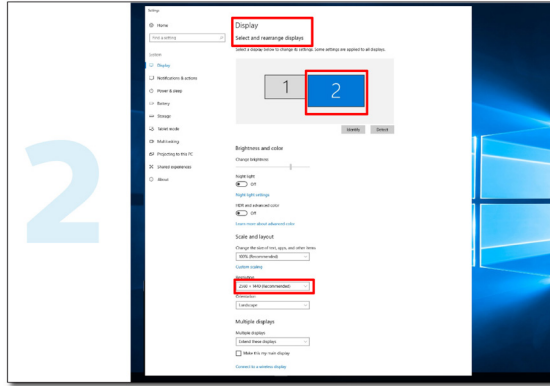 2
Settings
Home
Find a setting
System
Display
Notifications & actions
Power & sleep
Battery
Storage
Tablet mode
Multitasking
Projecting to this PC
Shared experiences
About
Display
Select and rearrange displays
Select a display below to change its settings. Some settings are applied to all displays.
1
2
Identify
Detect
Brightness and color
Change brightness
Night light
Off
Night light settings
HDR and advanced color
Off
Learn more about advanced color
Scale and layout
Change the size of text, apps, and other items
100% (Recommended)
Custom scaling
Resolution
2560 × 1440 (Recommended)
Orientation
Landscape
Multiple displays
Multiple displays
Extend these displays
Make this my main display
Connect to a wireless display